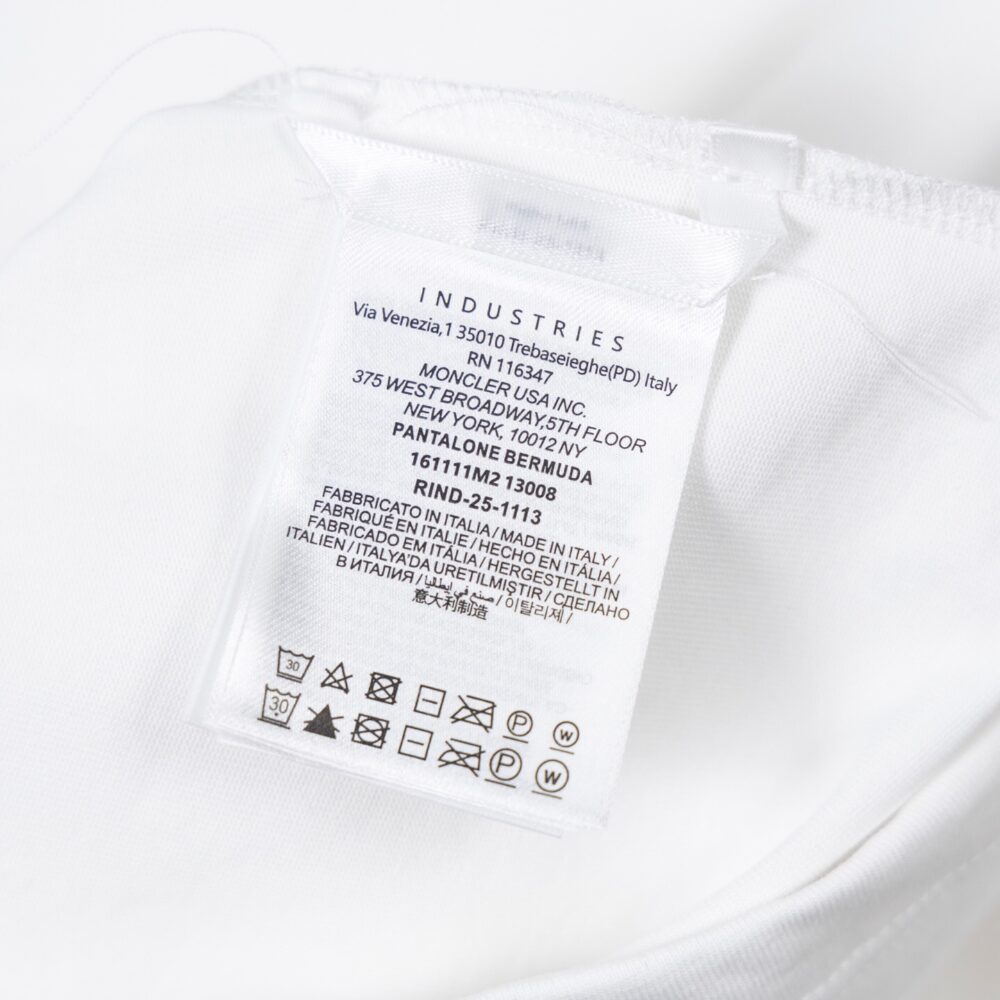 INDUSTRIES
Via Venezia,1 35010 Trebaseieghe(PD) Italy
RN 116347
MONCLER USA INC.
375 WEST BROADWAY,5TH FLOOR
NEW YORK, 10012 NY
PANTALONE BERMUDA
161111M2 13008
RIND-25-1113
FABBRICATO IN ITALIA / MADE IN ITALY /
FABRIQUÉ EN ITALIE / HECHO EN ITÁLIA /
FABRICADO EM ITÁLIA / HERGESTELLT IN
ITALIEN / ITALYA'DA URETILMIŞTIR / СДЕЛАНО
В ИТАЛИЯ / صنع في إيطاليا / 이탈리제 /
意大利制造
30 P W
30 P W